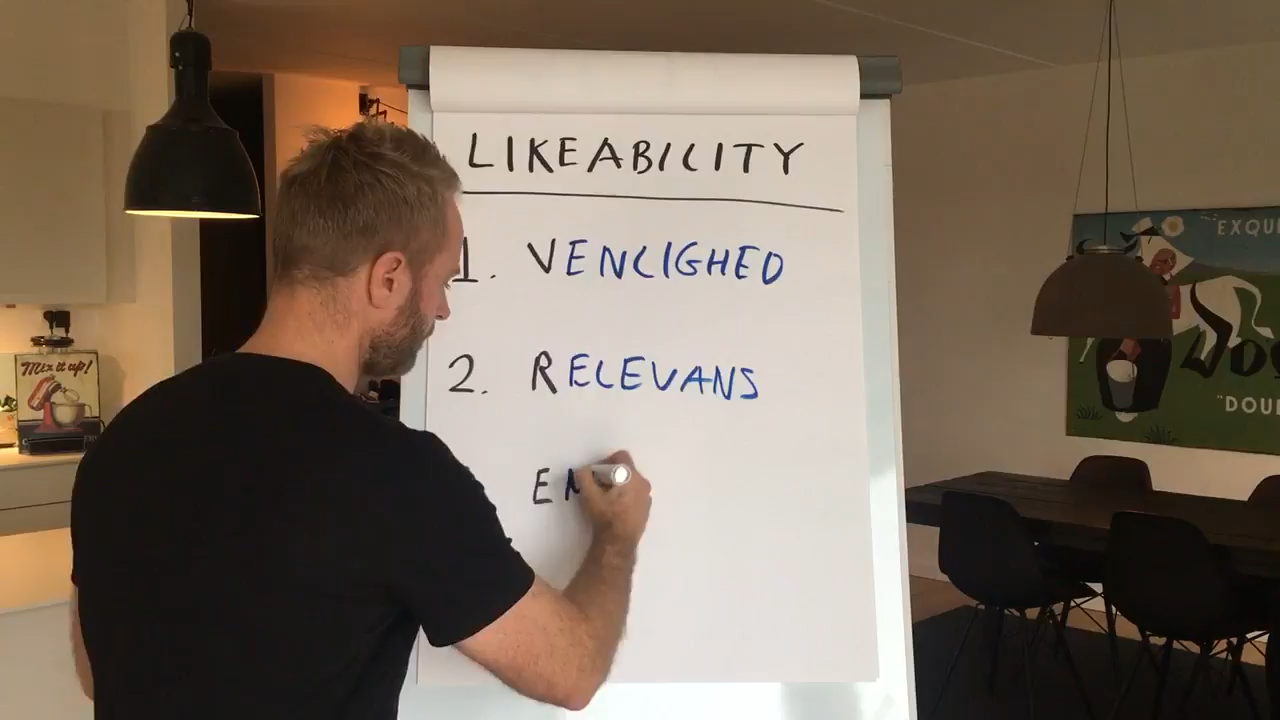 LIKEABILITY
1. VENLIGHED
2. RELEVANS
Mix it up!
"EXQU
"DOU